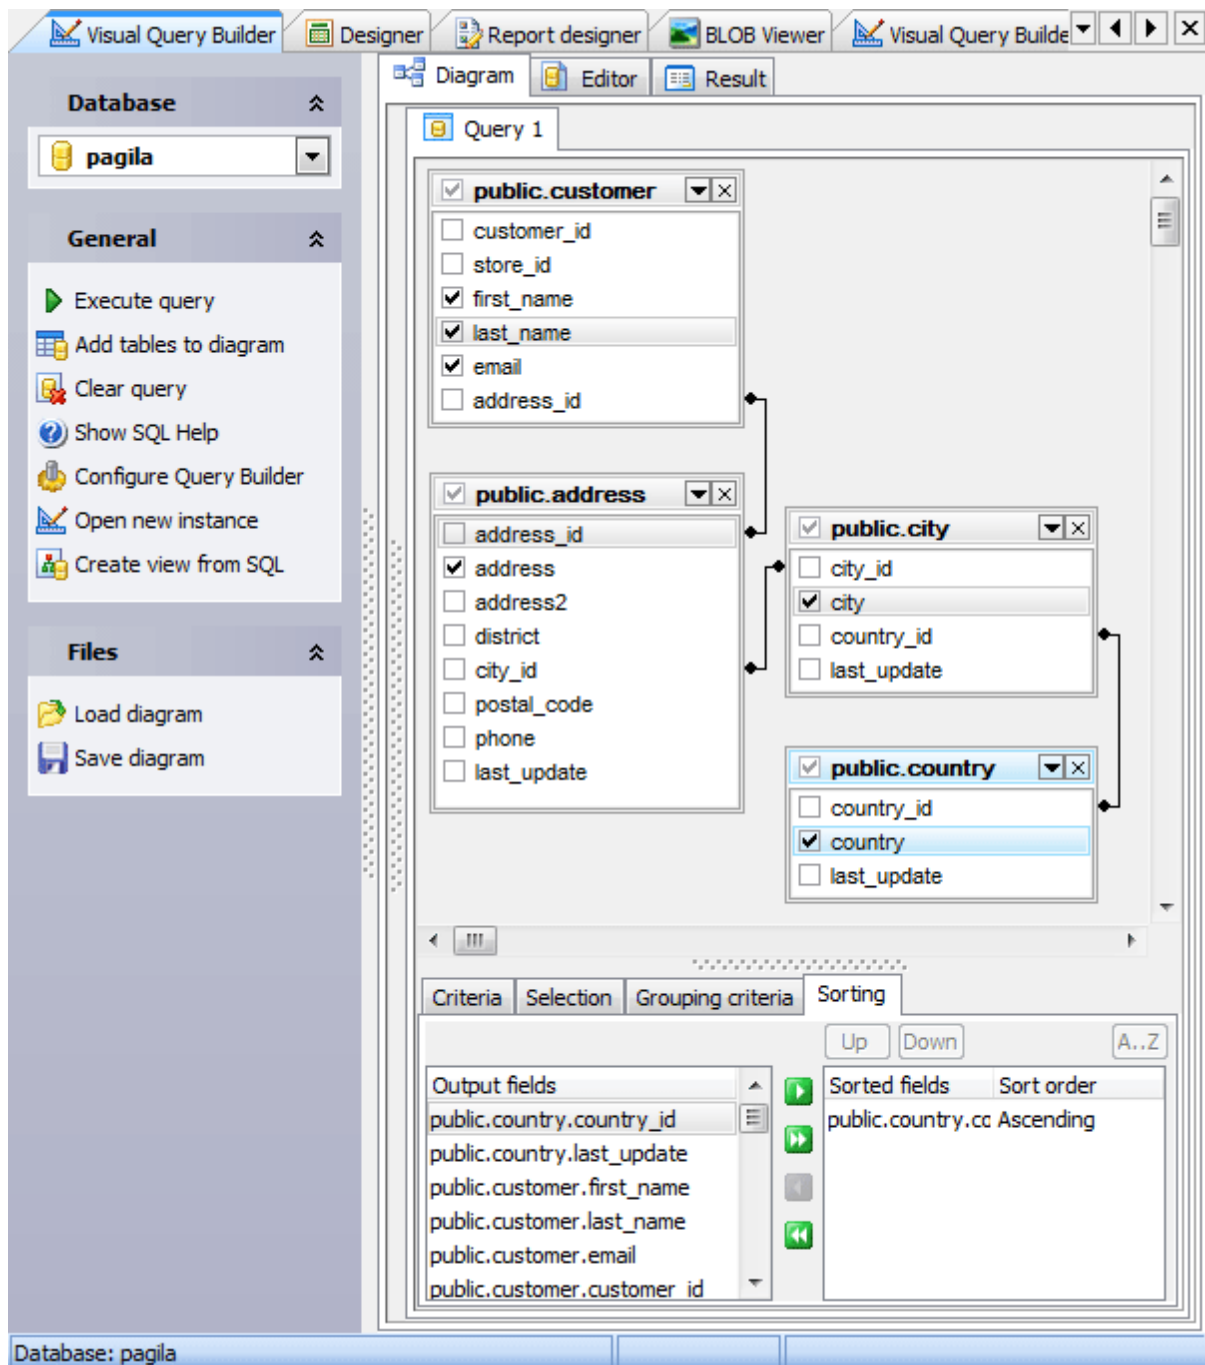 Visual Query Builder
Designer
Report designer
BLOB Viewer
Visual Query Builde
Database
pagila
General
Execute query
Add tables to diagram
Clear query
Show SQL Help
Configure Query Builder
Open new instance
Create view from SQL
Files
Load diagram
Save diagram
Diagram
Editor
Result
Query 1
public.customer
customer_id
store_id
first_name
last_name
email
address_id
public.address
address_id
address
address2
district
city_id
postal_code
phone
last_update
public.city
city_id
city
country_id
last_update
public.country
country_id
country
last_update
Criteria
Selection
Grouping criteria
Sorting
Up
Down
A..Z
Output fields
public.country.country_id
public.country.last_update
public.customer.first_name
public.customer.last_name
public.customer.email
public.customer.customer_id
Sorted fields
Sort order
public.country.cc
Ascending
Database: pagila